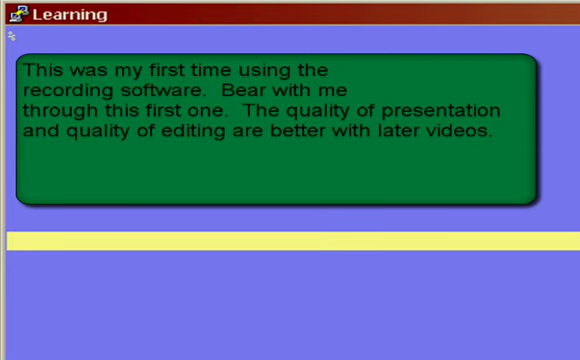 Learning
%
This was my first time using the
recording software.  Bear with me
through this first one.  The quality of presentation
and quality of editing are better with later videos.